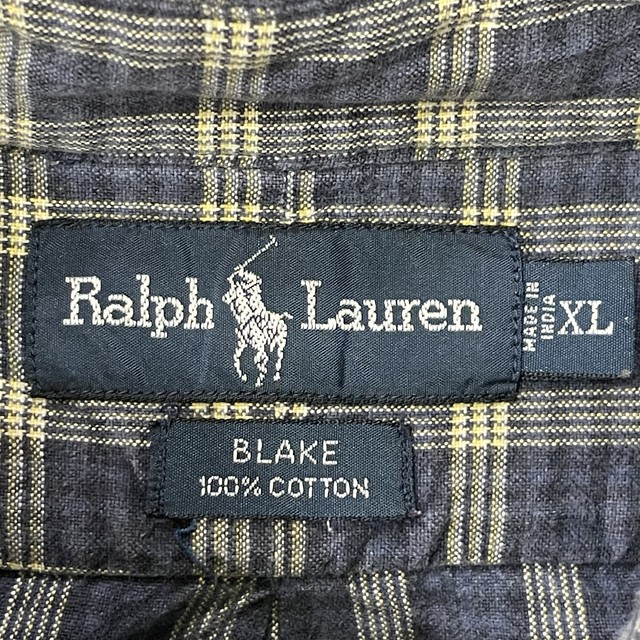 Ralph Lauren
MADE IN
INDIA
XL
BLAKE
100% COTTON